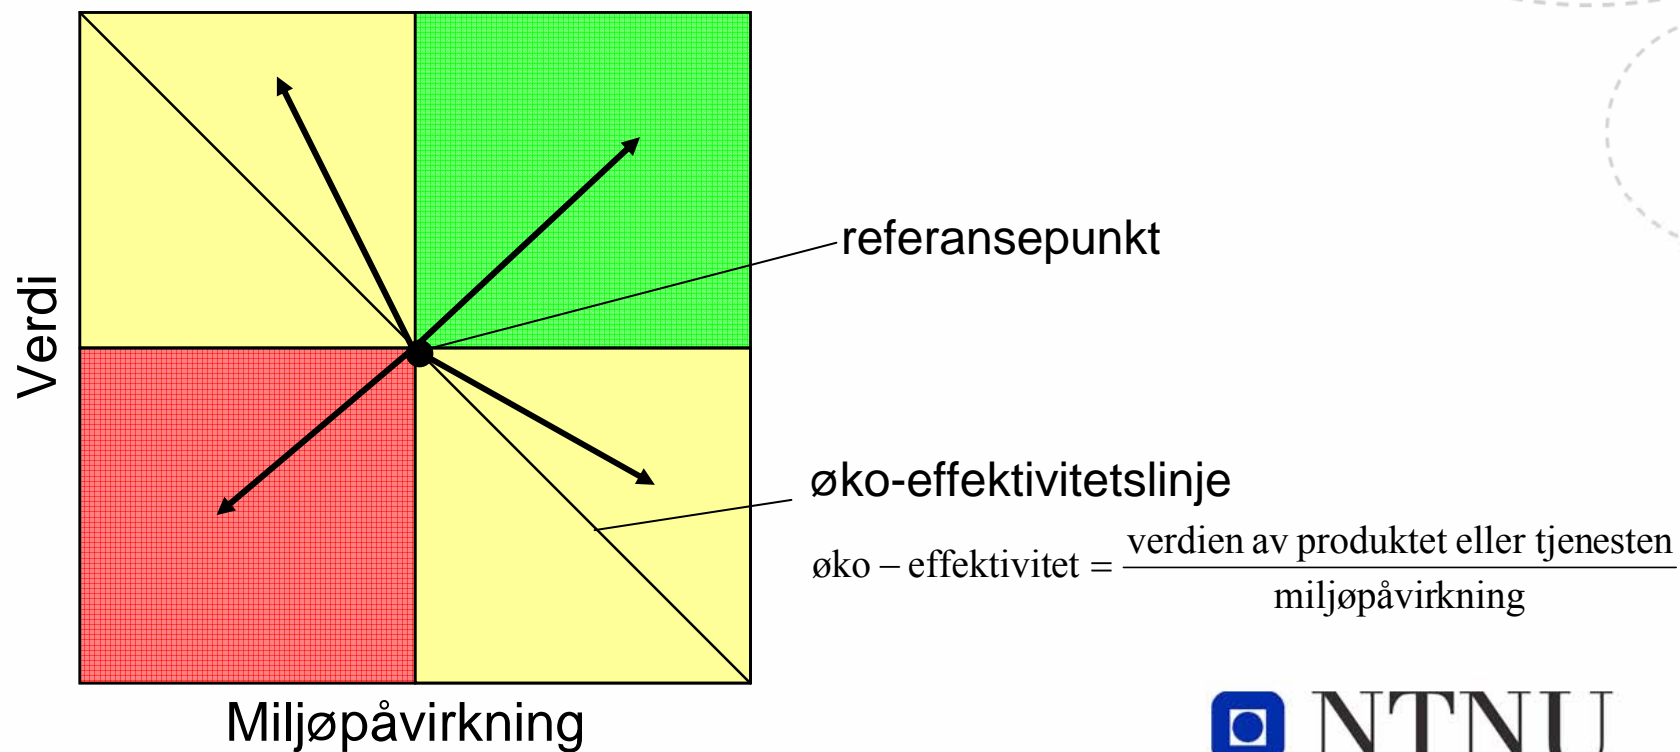 Verdi
referansepunkt
øko-effektivitetslinje
øko – effektivitet = verdien av produktet eller tjenesten / miljøpåvirkning
Miljøpåvirkning
NTNU